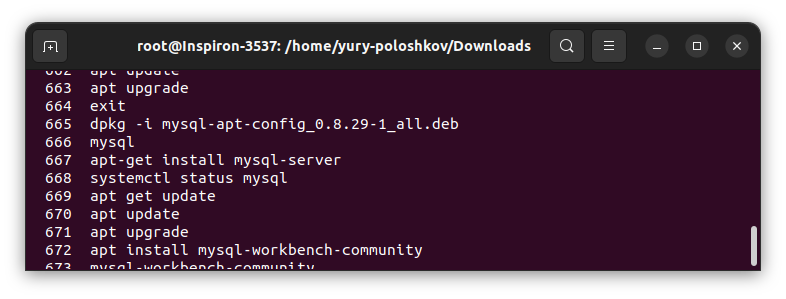 root@Inspiron-3537: /home/yury-poloshkov/Downloads
662 apt update
663 apt upgrade
664 exit
665 dpkg -i mysql-apt-config_0.8.29-1_all.deb
666 mysql
667 apt-get install mysql-server
668 systemctl status mysql
669 apt get update
670 apt update
671 apt upgrade
672 apt install mysql-workbench-community
673 mysql-workbench-community